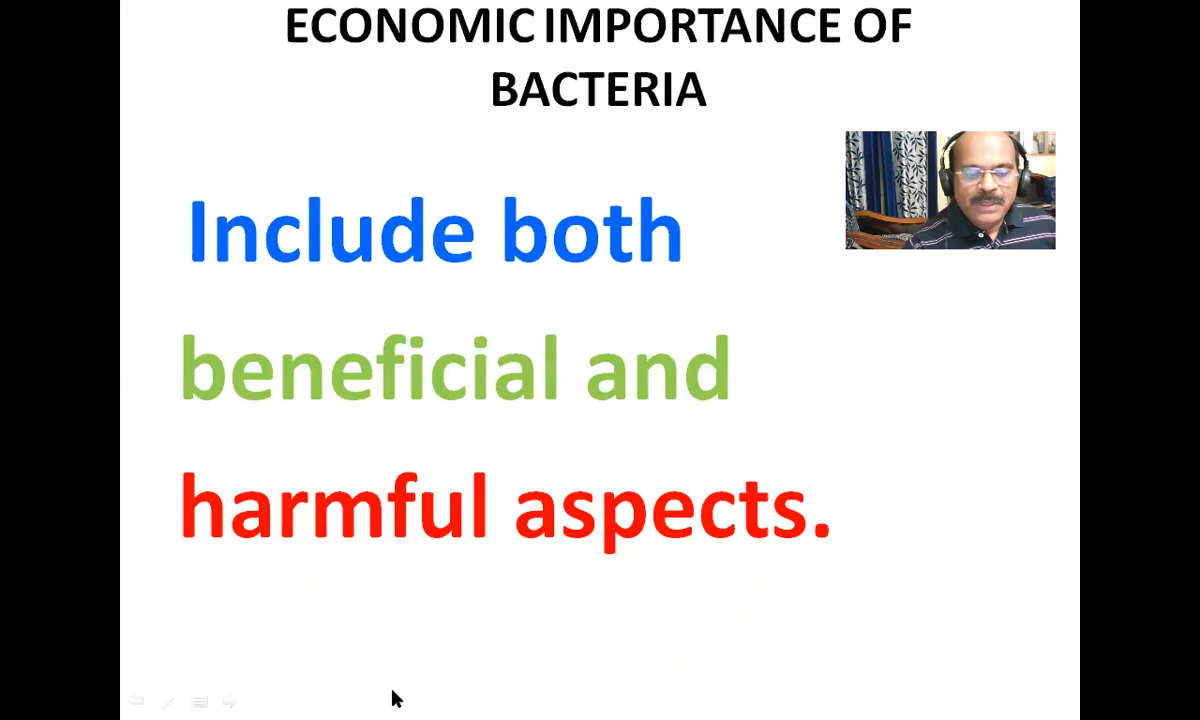 ECONOMIC IMPORTANCE OF
BACTERIA
Include both
beneficial and
harmful aspects.